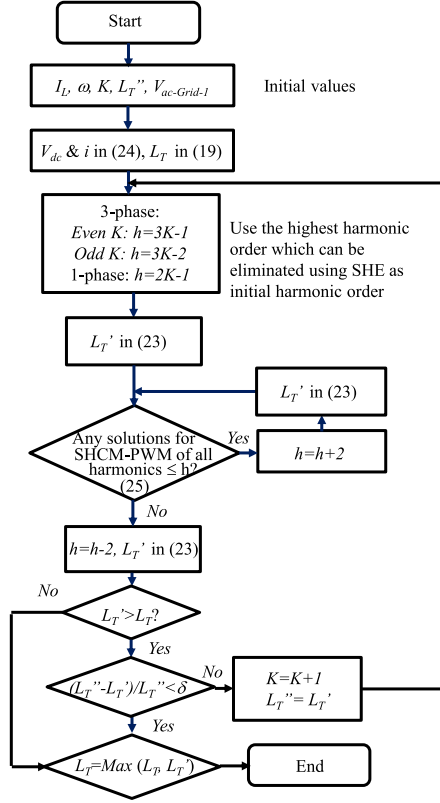 Start
I_L, ω, K, L_T’’, V_ac-Grid-1
Initial values
V_dc & i in (24), L_T in (19)
3-phase:
Even K: h=3K-1
Odd K: h=3K-2
1-phase: h=2K-1
Use the highest harmonic
order which can be
eliminated using SHE as
initial harmonic order
L_T’ in (23)
L_T’ in (23)
Any solutions for
SHCM-PWM of all
harmonics ≤ h?
(25)
Yes
h=h+2
No
h=h-2, L_T’ in (23)
No
L_T’>L_T?
Yes
(L_T’’-L_T’)/L_T’’<δ
No
K=K+1
L_T’’= L_T’
Yes
L_T=Max (L_T, L_T’)
End